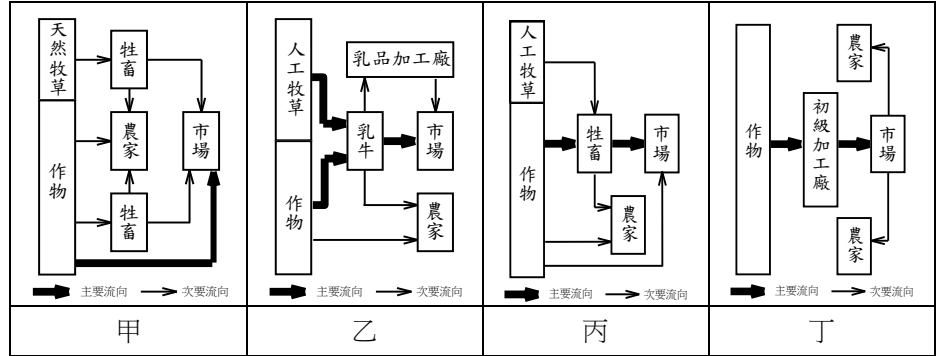 天然牧草
作物
牲畜
農家
牲畜
市場
主要流向
次要流向
甲
人工牧草
作物
乳品加工廠
乳牛
市場
農家
主要流向
次要流向
乙
人工牧草
作物
牲畜
市場
農家
主要流向
次要流向
丙
作物
初級加工廠
農家
市場
農家
主要流向
次要流向
丁